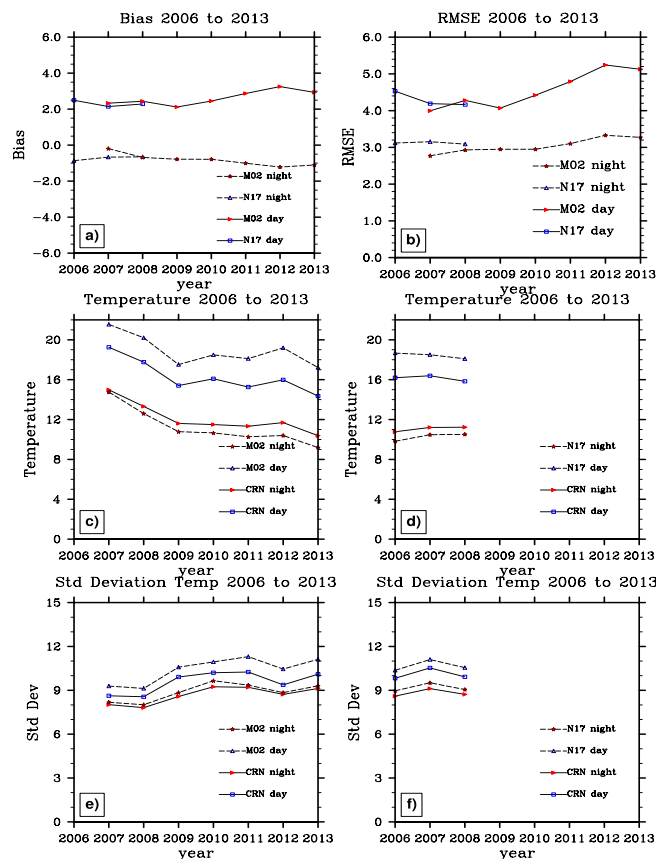 Bias 2006 to 2013
6.0
4.0
2.0
0.0
-2.0
-4.0
-6.0
Bias
M02 night
N17 night
M02 day
N17 day
a)
2006 2007 2008 2009 2010 2011 2012 2013
year
RMSE 2006 to 2013
6.0
5.0
4.0
3.0
2.0
1.0
0.0
RMSE
M02 night
N17 night
M02 day
N17 day
b)
2006 2007 2008 2009 2010 2011 2012 2013
year
Temperature 2006 to 2013
20
16
12
8
4
0
Temperature
M02 night
M02 day
CRN night
CRN day
c)
2006 2007 2008 2009 2010 2011 2012 2013
year
Temperature 2006 to 2013
20
16
12
8
4
0
Temperature
N17 night
N17 day
CRN night
CRN day
d)
2006 2007 2008 2009 2010 2011 2012 2013
year
Std Deviation Temp 2006 to 2013
15
12
9
6
3
0
Std Dev
M02 night
M02 day
CRN night
CRN day
e)
2006 2007 2008 2009 2010 2011 2012 2013
year
Std Deviation Temp 2006 to 2013
15
12
9
6
3
0
Std Dev
N17 night
N17 day
CRN night
CRN day
f)
2006 2007 2008 2009 2010 2011 2012 2013
year